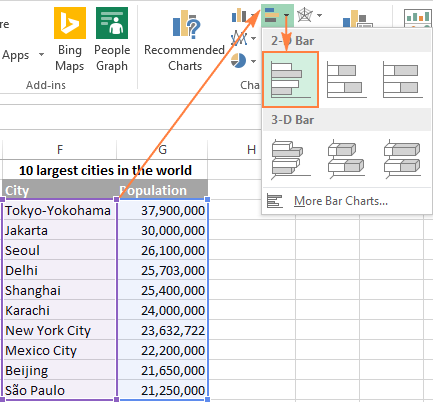 re
Apps
Bing
Maps
People
Graph
Add-ins
Recommended
Charts
Cha
2-D Bar
3-D Bar
More Bar Charts...
F G H
10 largest cities in the world
City Population
Tokyo-Yokohama 37,900,000
Jakarta 30,000,000
Seoul 26,100,000
Delhi 25,703,000
Shanghai 25,400,000
Karachi 24,000,000
New York City 23,632,722
Mexico City 22,200,000
Beijing 21,650,000
São Paulo 21,250,000